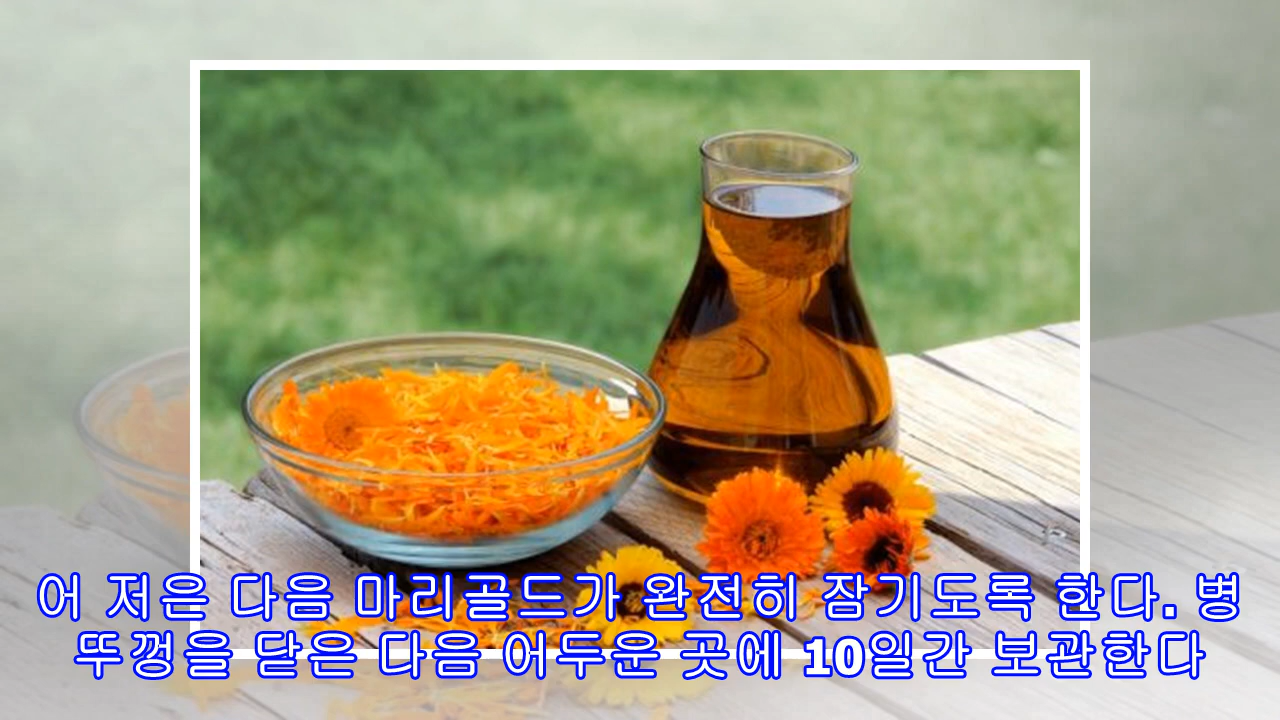 어 저은 다음 마리골드가 완전히 잠기도록 한다. 병
뚜껑을 닫은 다음 어두운 곳에 10일간 보관한다